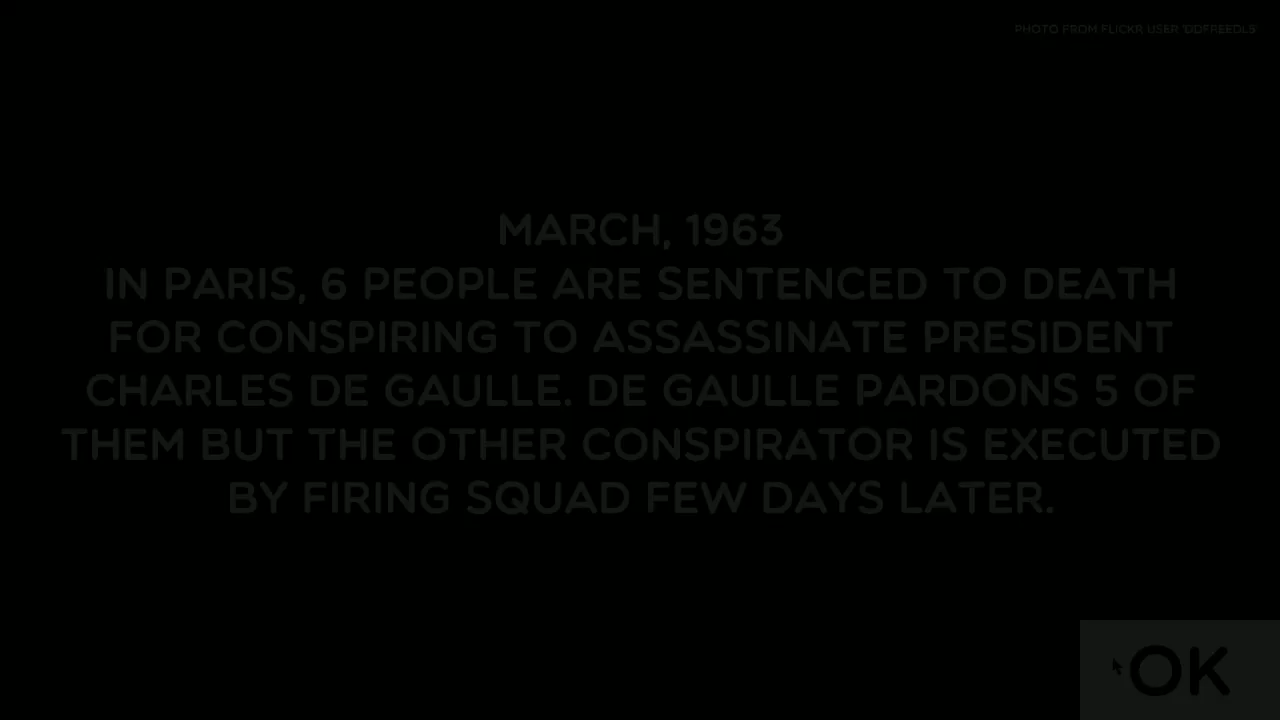 PHOTO FROM FLICKR USER 'DDFREEDLS'
MARCH, 1963
IN PARIS, 6 PEOPLE ARE SENTENCED TO DEATH
FOR CONSPIRING TO ASSASSINATE PRESIDENT
CHARLES DE GAULLE. DE GAULLE PARDONS 5 OF
THEM BUT THE OTHER CONSPIRATOR IS EXECUTED
BY FIRING SQUAD FEW DAYS LATER.
OK